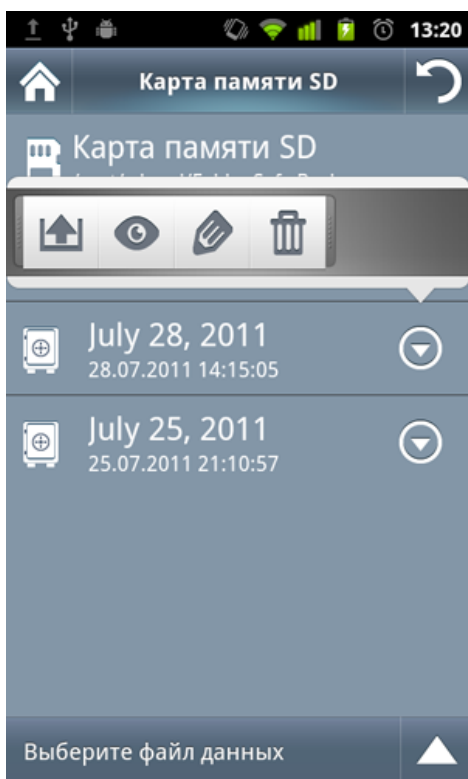 13:20
Карта памяти SD
Карта памяти SD
July 28, 2011
28.07.2011 14:15:05
July 25, 2011
25.07.2011 21:10:57
Выберите файл данных